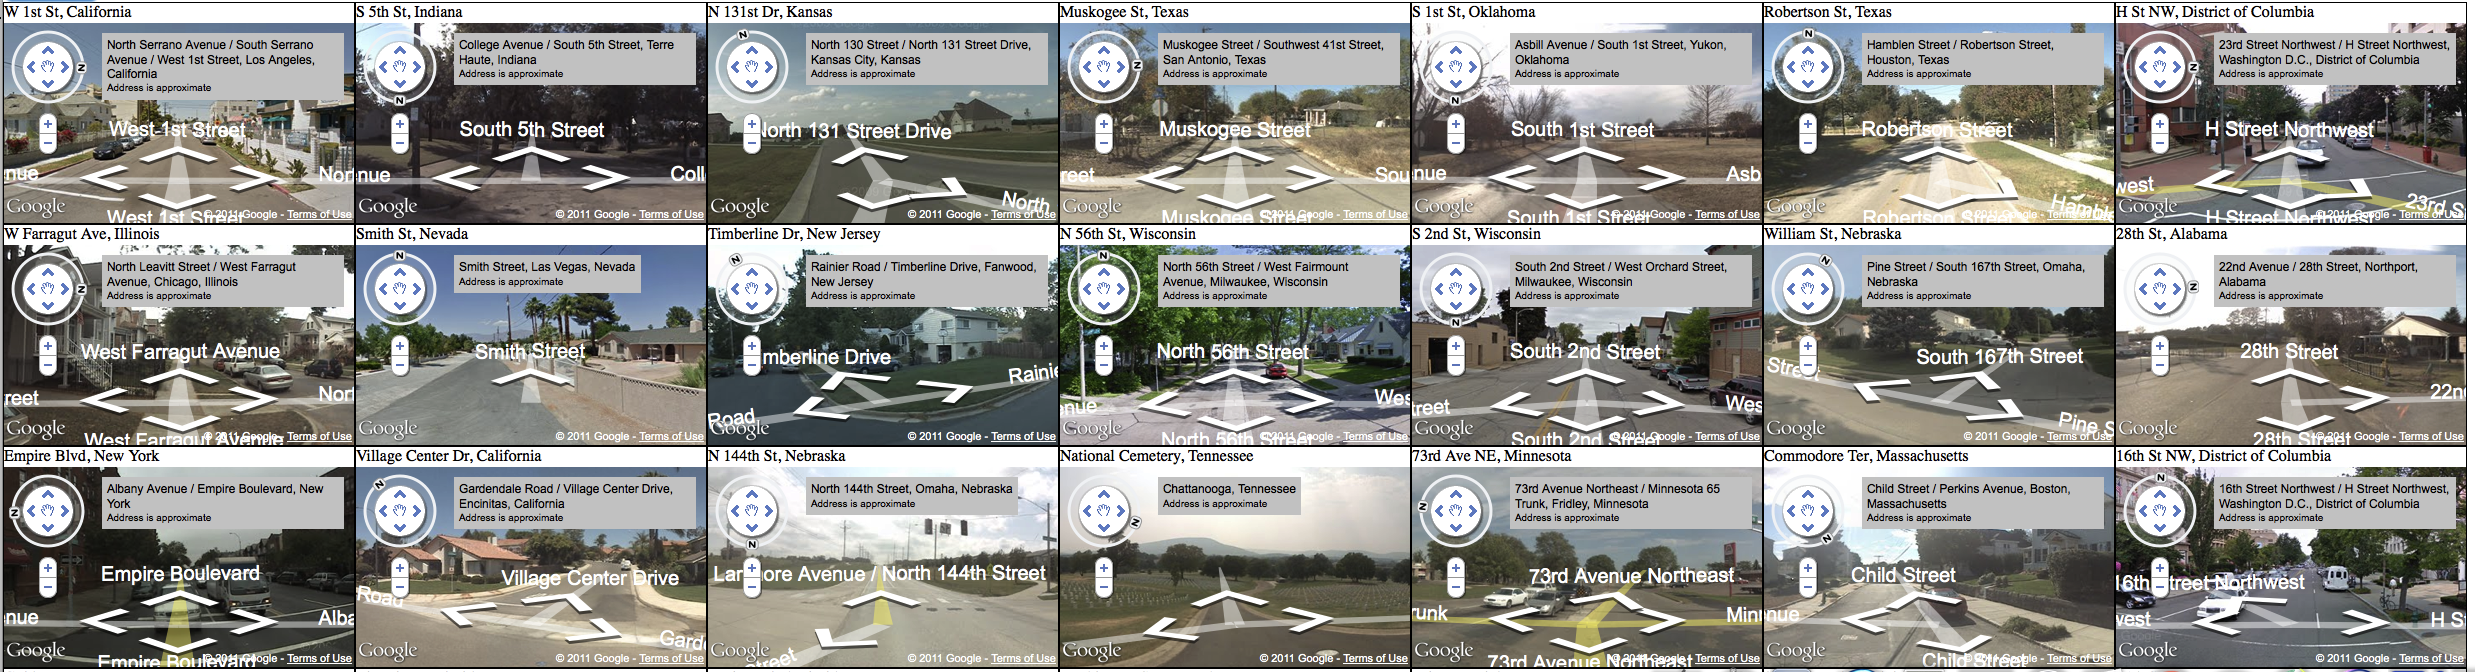 W 1st St, California
North Serrano Avenue / South Serrano
Avenue / West 1st Street, Los Angeles,
California
Address is approximate
N
West 1st Street
nue
Nor
West 1st Street
Google
© 2011 Google - Terms of Use
S 5th St, Indiana
College Avenue / South 5th Street, Terre
Haute, Indiana
Address is approximate
N
South 5th Street
nue
Coll
Google
© 2011 Google - Terms of Use
N 131st Dr, Kansas
N
North 130 Street / North 131 Street Drive,
Kansas City, Kansas
Address is approximate
North 131 Street Drive
North
Google
© 2011 Google - Terms of Use
Muskogee St, Texas
Muskogee Street / Southwest 41st Street,
San Antonio, Texas
Address is approximate
N
Muskogee Street
reet
Sou
Muskogee Street
Google
© 2011 Google - Terms of Use
S 1st St, Oklahoma
Asbill Avenue / South 1st Street, Yukon,
Oklahoma
Address is approximate
N
South 1st Street
nue
Asb
South 1st Street
Google
© 2011 Google - Terms of Use
Robertson St, Texas
N
Hamblen Street / Robertson Street,
Houston, Texas
Address is approximate
Robertson Street
Hamble
Robertson Street
Google
© 2011 Google - Terms of Use
H St NW, District of Columbia
23rd Street Northwest / H Street Northwest,
Washington D.C., District of Columbia
Address is approximate
N
H Street Northwest
west
23rd S
H Street Northwest
Google
© 2011 Google - Terms of Use
W Farragut Ave, Illinois
North Leavitt Street / West Farragut
Avenue, Chicago, Illinois
Address is approximate
N
West Farragut Avenue
reet
Nort
West Farragut Avenue
Google
© 2011 Google - Terms of Use
Smith St, Nevada
N
Smith Street, Las Vegas, Nevada
Address is approximate
Smith Street
Google
© 2011 Google - Terms of Use
Timberline Dr, New Jersey
N
Rainier Road / Timberline Drive, Fanwood,
New Jersey
Address is approximate
mberline Drive
Rainie
Road
Google
© 2011 Google - Terms of Use
N 56th St, Wisconsin
N
North 56th Street / West Fairmount
Avenue, Milwaukee, Wisconsin
Address is approximate
North 56th Street
nue
Wes
North 56th Street
Google
© 2011 Google - Terms of Use
S 2nd St, Wisconsin
South 2nd Street / West Orchard Street,
Milwaukee, Wisconsin
Address is approximate
N
South 2nd Street
treet
Wes
South 2nd Street
Google
© 2011 Google - Terms of Use
William St, Nebraska
N
Pine Street / South 167th Street, Omaha,
Nebraska
Address is approximate
South 167th Street
Street
Pine S
Google
© 2011 Google - Terms of Use
28th St, Alabama
22nd Avenue / 28th Street, Northport,
Alabama
Address is approximate
N
28th Street
22n
28th Street
Google
© 2011 Google - Terms of Use
Empire Blvd, New York
Albany Avenue / Empire Boulevard, New
York
Address is approximate
N
Empire Boulevard
nue
Alba
Empire Boulevard
Google
© 2011 Google - Terms of Use
Village Center Dr, California
N
Gardendale Road / Village Center Drive,
Encinitas, California
Address is approximate
Village Center Drive
Road
Gard
Google
© 2011 Google - Terms of Use
N 144th St, Nebraska
North 144th Street, Omaha, Nebraska
Address is approximate
N
Larimore Avenue / North 144th Street
treet
Google
© 2011 Google - Terms of Use
National Cemetery, Tennessee
Chattanooga, Tennessee
Address is approximate
N
Google
© 2011 Google - Terms of Use
73rd Ave NE, Minnesota
73rd Avenue Northeast / Minnesota 65
Trunk, Fridley, Minnesota
Address is approximate
N
73rd Avenue Northeast
runk
Minn
73rd Avenue Northeast
Google
© 2011 Google - Terms of Use
Commodore Ter, Massachusetts
Child Street / Perkins Avenue, Boston,
Massachusetts
Address is approximate
N
Child Street
nue
Child Street
Google
© 2011 Google - Terms of Use
16th St NW, District of Columbia
N
16th Street Northwest / H Street Northwest,
Washington D.C., District of Columbia
Address is approximate
16th Street Northwest
west
H S
Google
© 2011 Google - Terms of Use